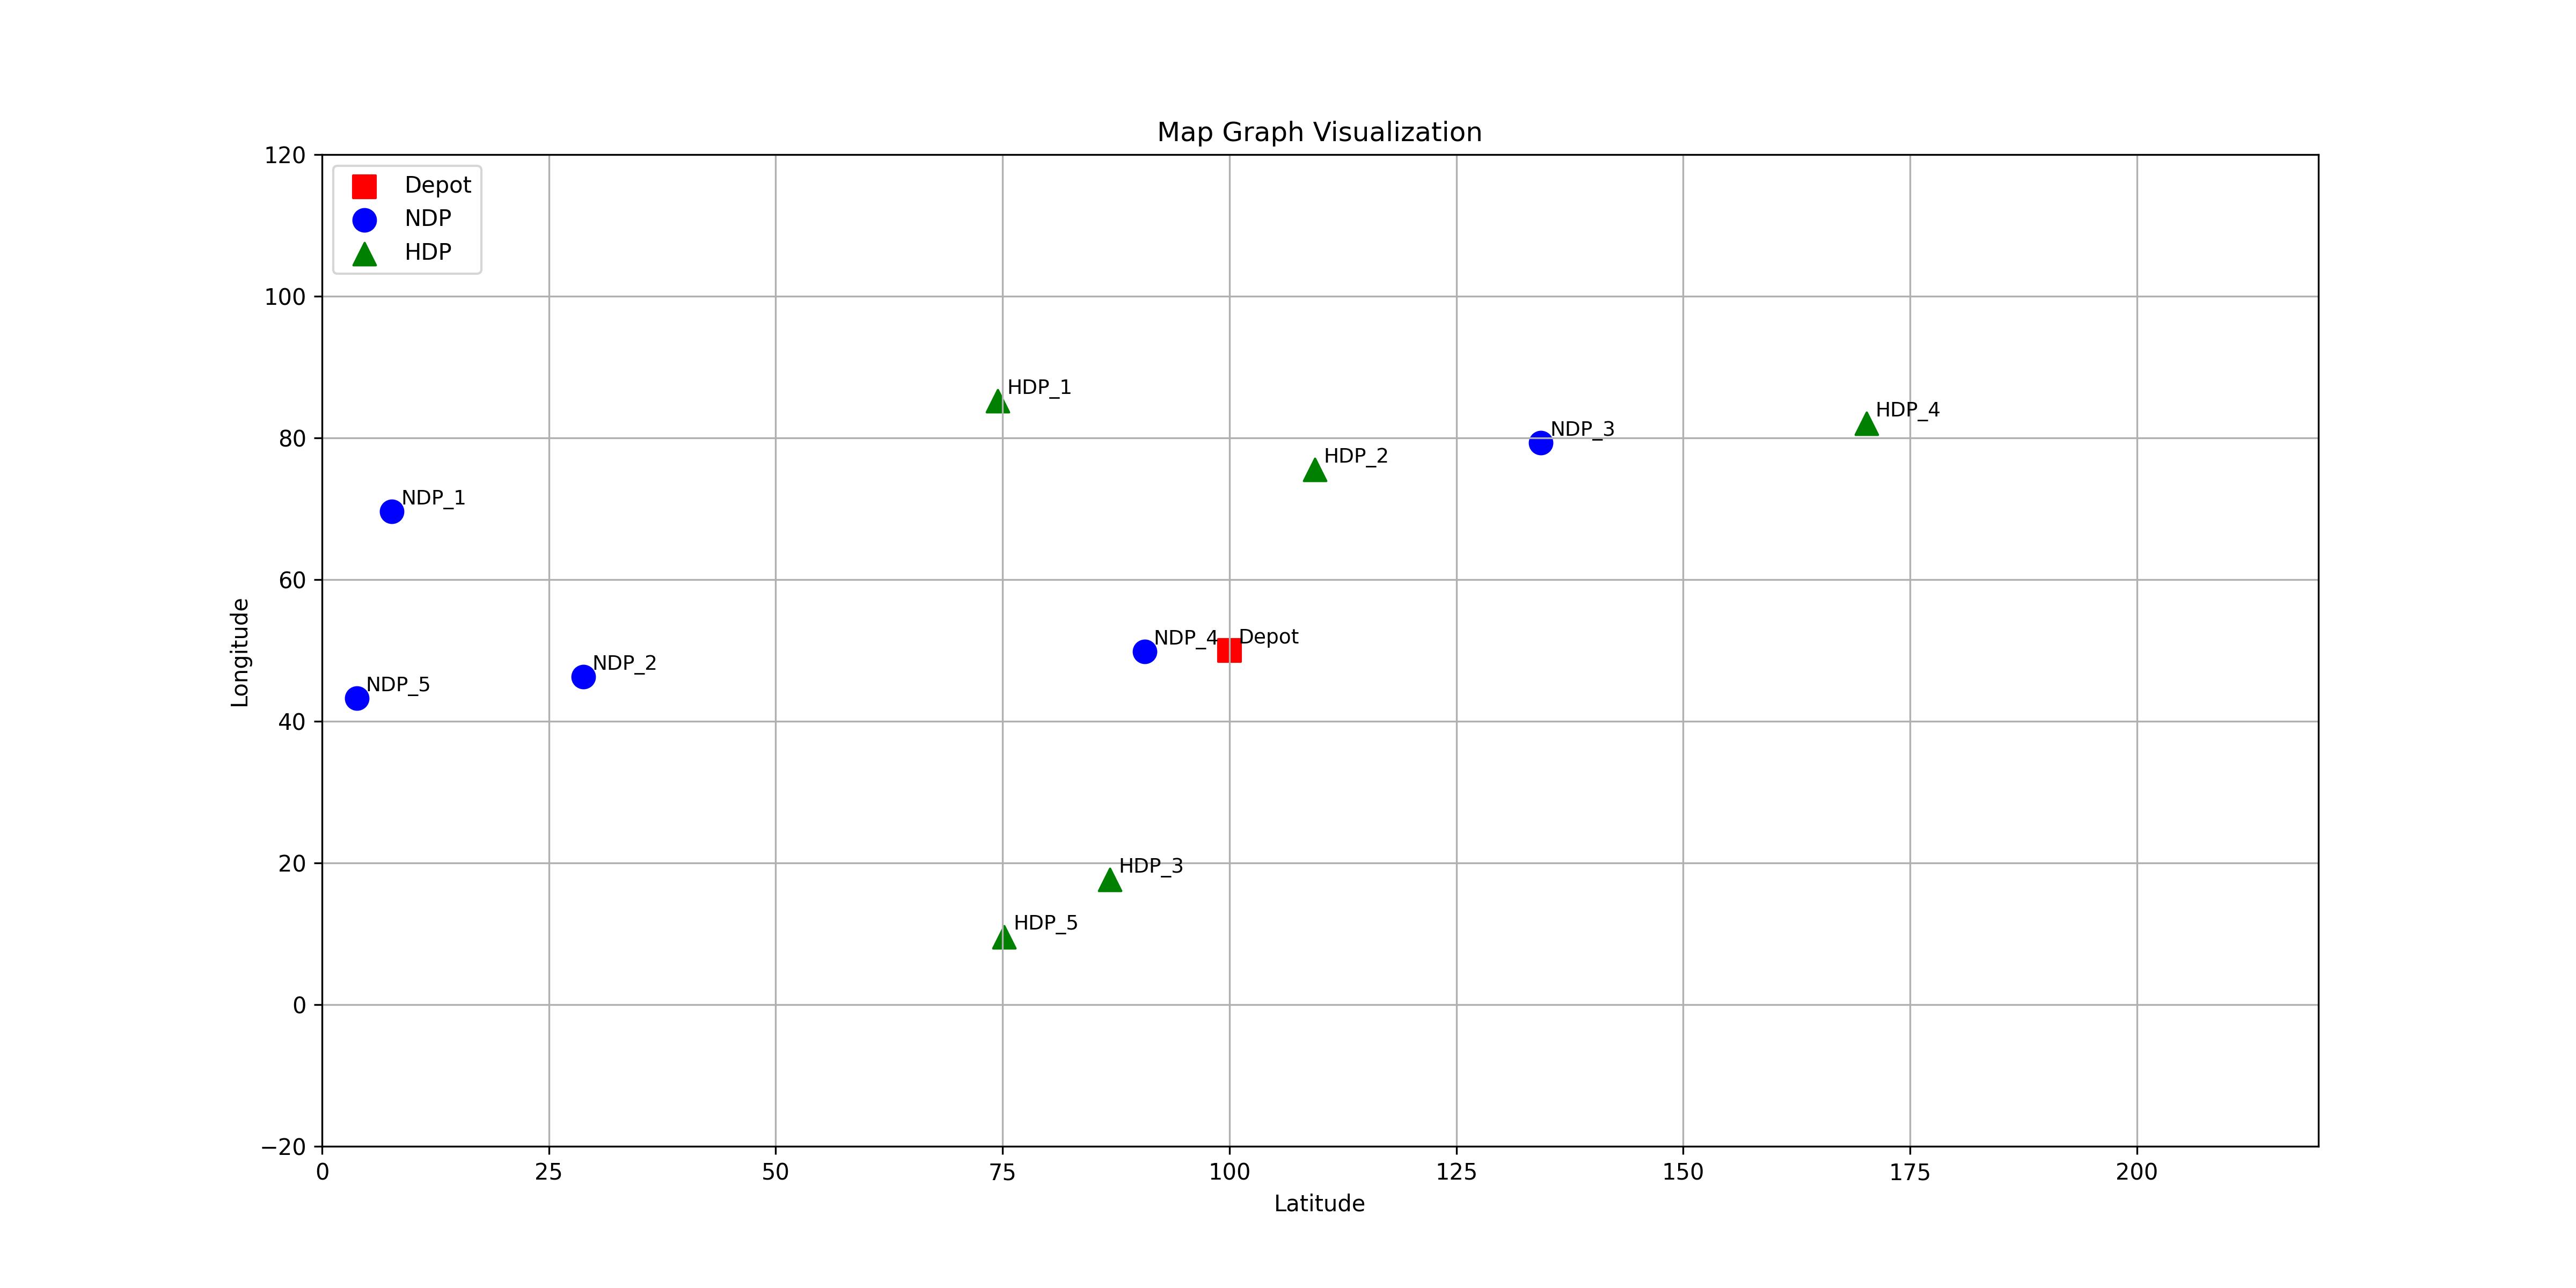 Map Graph Visualization
120
100
80
60
40
20
0
−20
Longitude
Depot
NDP
HDP
HDP_1
HDP_4
NDP_3
HDP_2
NDP_1
NDP_4
Depot
NDP_2
NDP_5
HDP_3
HDP_5
0 25 50 75 100 125 150 175 200
Latitude